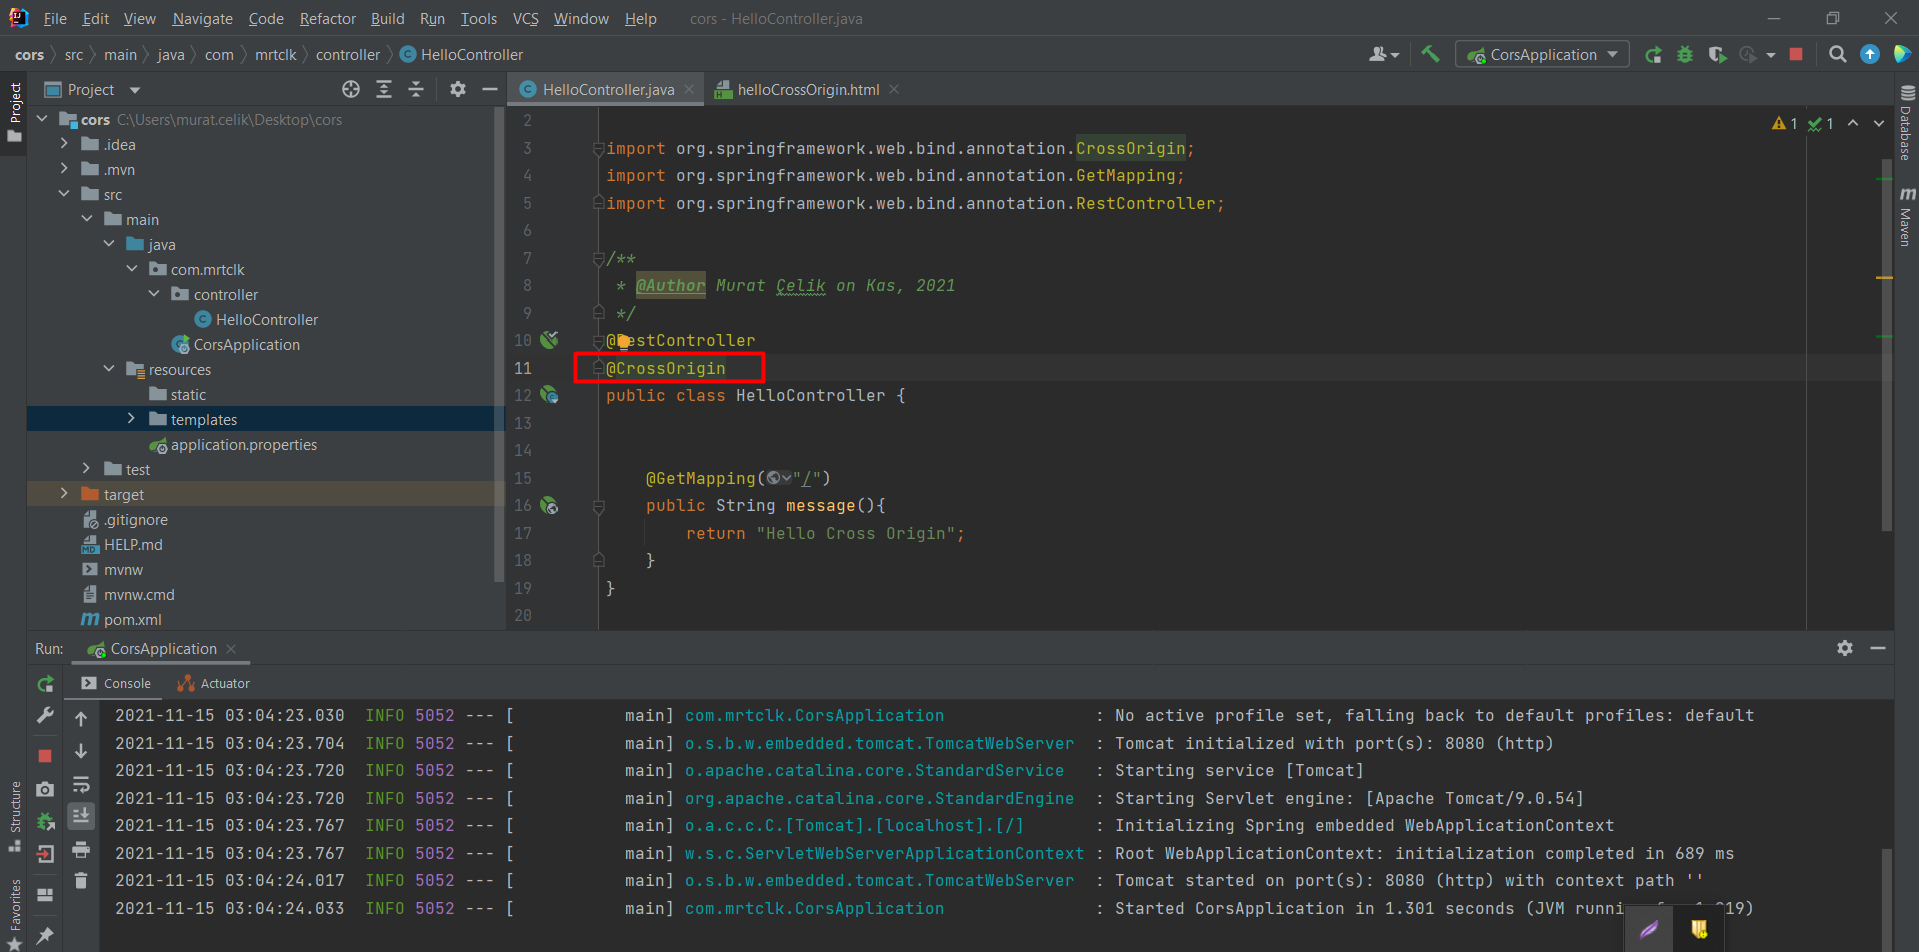 File Edit View Navigate Code Refactor Build Run Tools VCS Window Help cors - HelloController.java
cors src main java com mrtclk controller HelloController
CorsApplication
Project
Project
HelloController.java
helloCrossOrigin.html
cors C:\Users\murat.celik\Desktop\cors
.idea
.mvn
src
main
java
com.mrtclk
controller
HelloController
CorsApplication
resources
static
templates
application.properties
test
target
.gitignore
HELP.md
mvnw
mvnw.cmd
pom.xml
1 1
2
3 import org.springframework.web.bind.annotation.CrossOrigin;
4 import org.springframework.web.bind.annotation.GetMapping;
5 import org.springframework.web.bind.annotation.RestController;
6
7 /**
8 * @Author Murat Çelik on Kas, 2021
9 */
10 @RestController
11 @CrossOrigin
12 public class HelloController {
13
14
15 @GetMapping("/")
16 public String message(){
17 return "Hello Cross Origin";
18 }
19 }
20
Database
Maven
Run: CorsApplication
Console Actuator
2021-11-15 03:04:23.030 INFO 5052 --- [ main] com.mrtclk.CorsApplication : No active profile set, falling back to default profiles: default
2021-11-15 03:04:23.704 INFO 5052 --- [ main] o.s.b.w.embedded.tomcat.TomcatWebServer : Tomcat initialized with port(s): 8080 (http)
2021-11-15 03:04:23.720 INFO 5052 --- [ main] o.apache.catalina.core.StandardService : Starting service [Tomcat]
2021-11-15 03:04:23.720 INFO 5052 --- [ main] org.apache.catalina.core.StandardEngine : Starting Servlet engine: [Apache Tomcat/9.0.54]
2021-11-15 03:04:23.767 INFO 5052 --- [ main] o.a.c.c.C.[Tomcat].[localhost].[/] : Initializing Spring embedded WebApplicationContext
2021-11-15 03:04:23.767 INFO 5052 --- [ main] w.s.c.ServletWebServerApplicationContext : Root WebApplicationContext: initialization completed in 689 ms
2021-11-15 03:04:24.017 INFO 5052 --- [ main] o.s.b.w.embedded.tomcat.TomcatWebServer : Tomcat started on port(s): 8080 (http) with context path ''
2021-11-15 03:04:24.033 INFO 5052 --- [ main] com.mrtclk.CorsApplication : Started CorsApplication in 1.301 seconds (JVM
Structure
Favorites